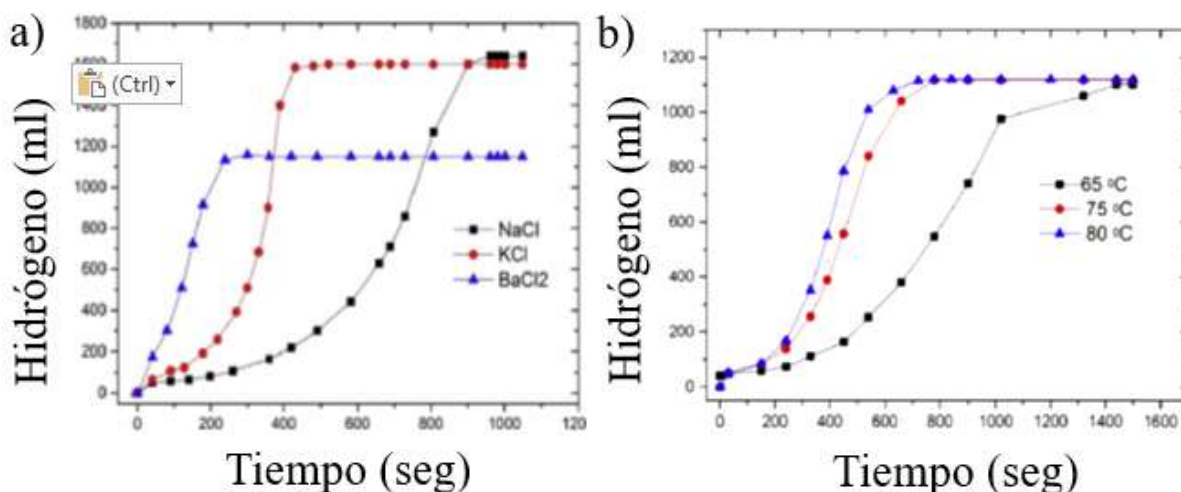 a)
1800
1600
(Ctrl)
1400
1200
1000
800
600
400
200
0
Hidrógeno (ml)
NaCl
KCl
BaCl2
0 200 400 600 800 1000 120
Tiempo (seg)
b)
1200
1000
800
600
400
200
0
Hidrógeno (ml)
65 ºC
75 ºC
80 ºC
0 200 400 600 800 1000 1200 1400 1600
Tiempo (seg)